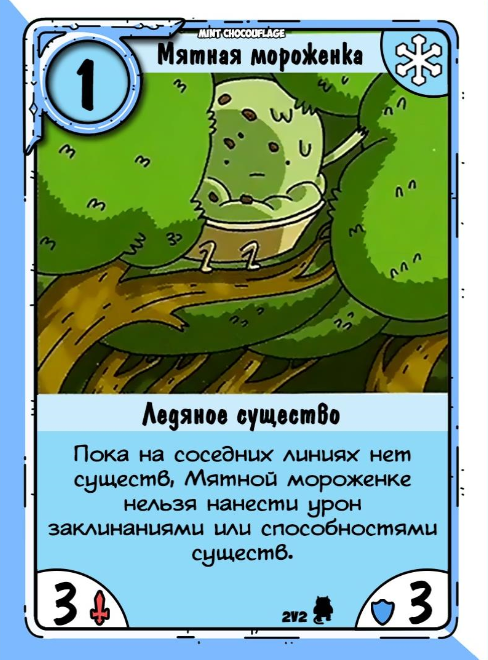 MINT CHOCOUFLAGE
1
Мятная мороженка
Ледяное существо
Пока на соседних линиях нет
существ, Мятной мороженке
нельзя нанести урон
заклинаниями или способностями
существ.
3
2V2
3